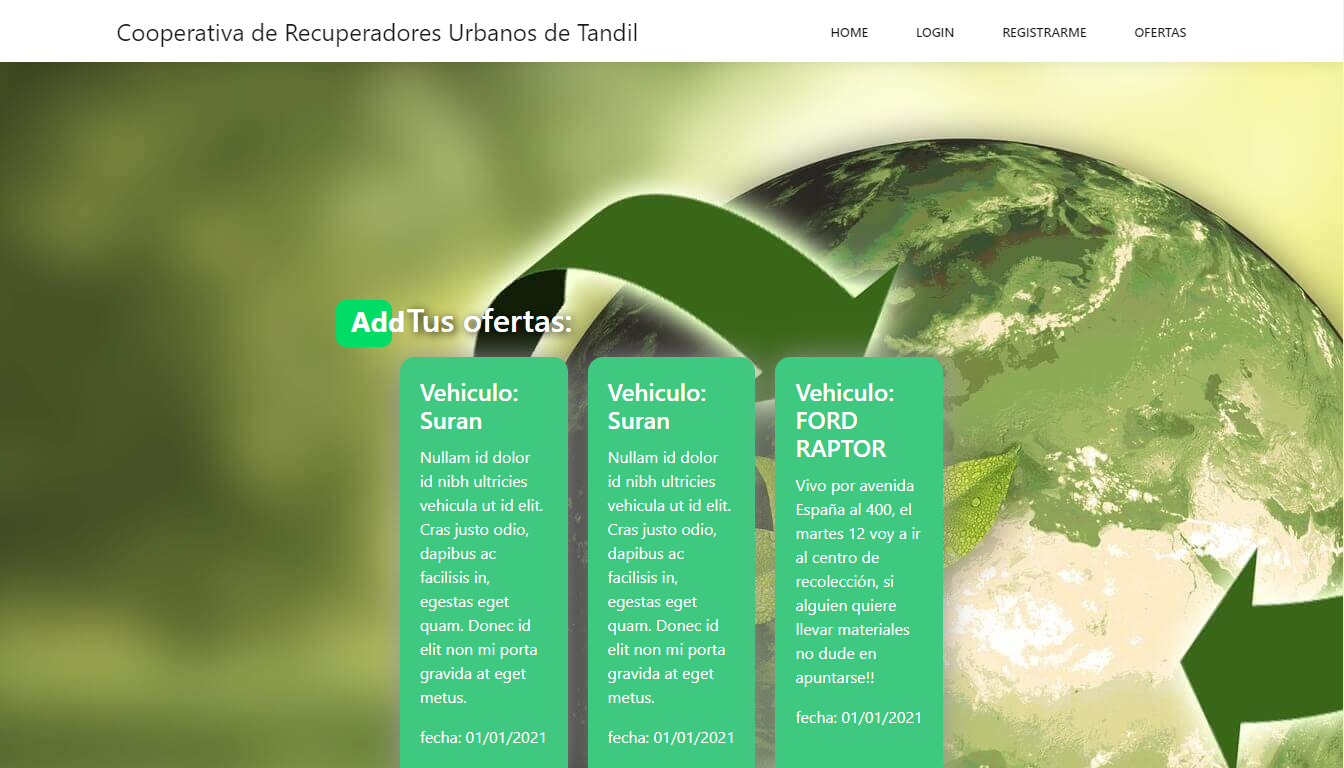 Cooperativa de Recuperadores Urbanos de Tandil
HOME LOGIN REGISTRARME OFERTAS
Add Tus ofertas:
Vehiculo:
Suran
Nullam id dolor
id nibh ultricies
vehicula ut id elit.
Cras justo odio,
dapibus ac
facilisis in,
egestas eget
quam. Donec id
elit non mi porta
gravida at eget
metus.
fecha: 01/01/2021
Vehiculo:
Suran
Nullam id dolor
id nibh ultricies
vehicula ut id elit.
Cras justo odio,
dapibus ac
facilisis in,
egestas eget
quam. Donec id
elit non mi porta
gravida at eget
metus.
fecha: 01/01/2021
Vehiculo:
FORD
RAPTOR
Vivo por avenida
España al 400, el
martes 12 voy a ir
al centro de
recolección, si
alguien quiere
llevar materiales
no dude en
apuntarse!!
fecha: 01/01/2021